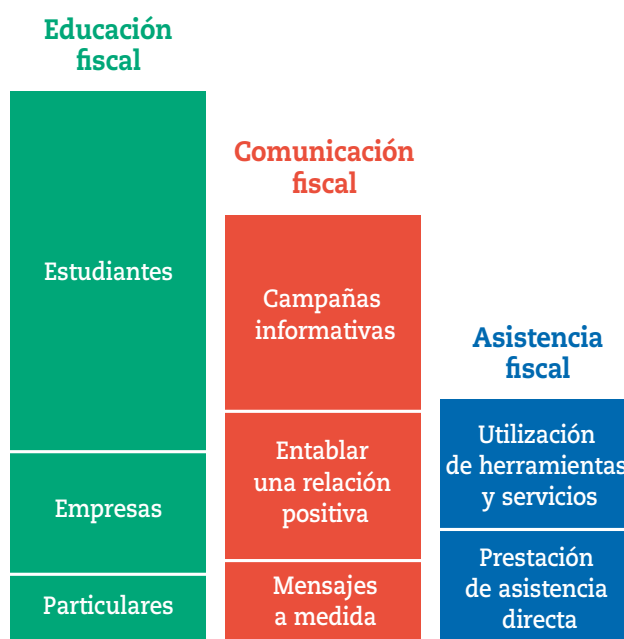 Educación
fiscal
Estudiantes
Empresas
Particulares
Comunicación
fiscal
Campañas
informativas
Entablar
una relación
positiva
Mensajes
a medida
Asistencia
fiscal
Utilización
de herramientas
y servicios
Prestación
de asistencia
directa